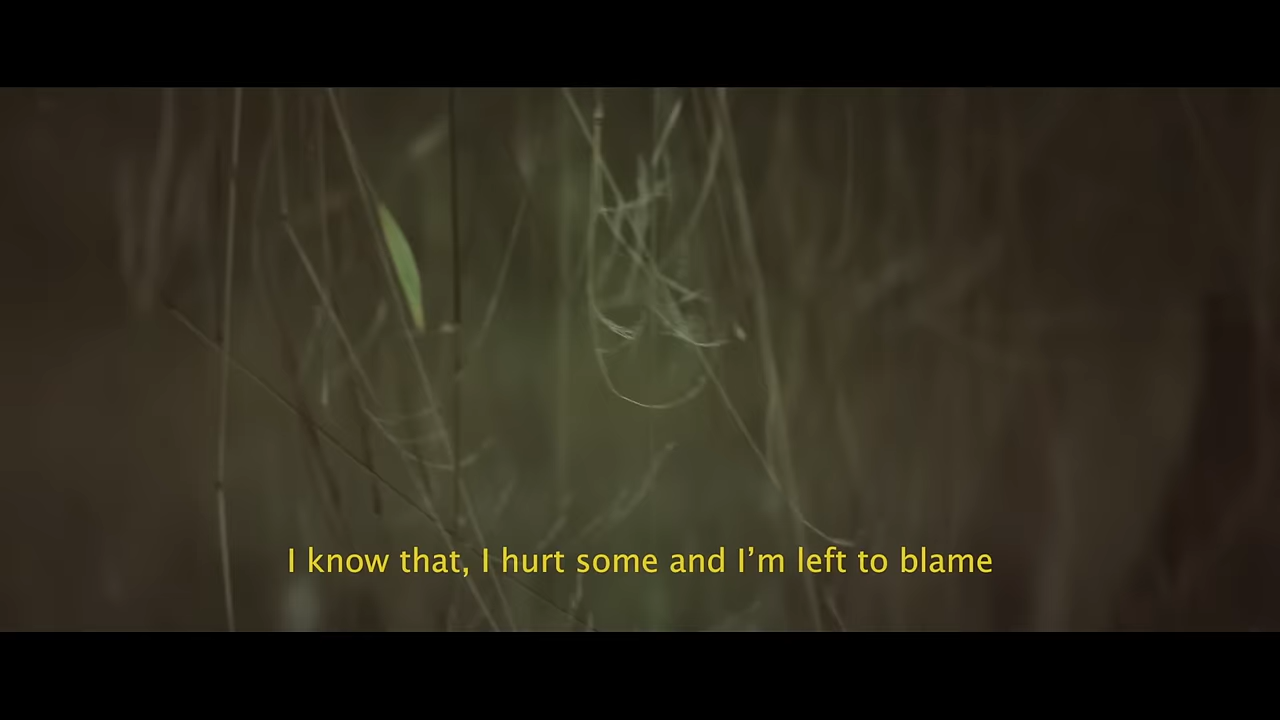 I know that, I hurt some and I’m left to blame